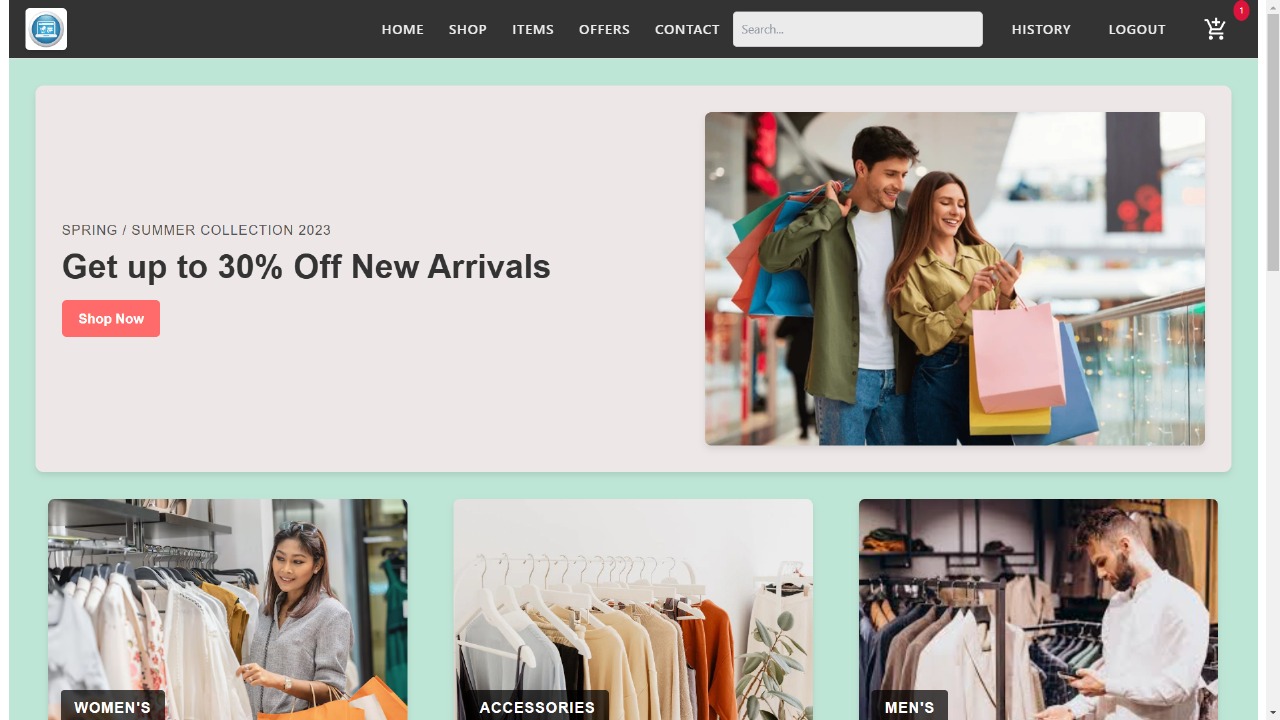 HOME SHOP ITEMS OFFERS CONTACT Search... HISTORY LOGOUT 1
SPRING / SUMMER COLLECTION 2023
Get up to 30% Off New Arrivals
Shop Now
WOMEN'S ACCESSORIES MEN'S